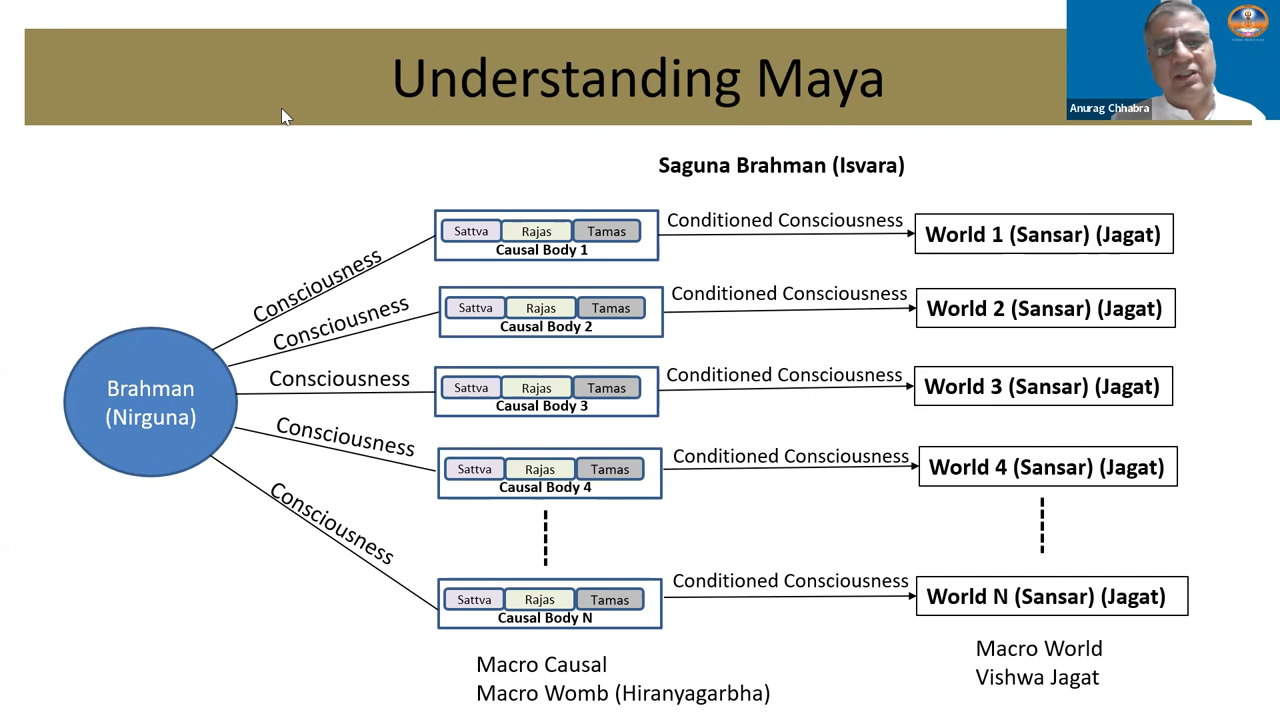 Understanding Maya
Anurag Chhabra
Saguna Brahman (Isvara)
Brahman
(Nirguna)
Consciousness
Sattva Rajas Tamas
Causal Body 1
Conditioned Consciousness
World 1 (Sansar) (Jagat)
Consciousness
Sattva Rajas Tamas
Causal Body 2
Conditioned Consciousness
World 2 (Sansar) (Jagat)
Consciousness
Sattva Rajas Tamas
Causal Body 3
Conditioned Consciousness
World 3 (Sansar) (Jagat)
Consciousness
Sattva Rajas Tamas
Causal Body 4
Conditioned Consciousness
World 4 (Sansar) (Jagat)
Consciousness
Sattva Rajas Tamas
Causal Body N
Conditioned Consciousness
World N (Sansar) (Jagat)
Macro Causal
Macro Womb (Hiranyagarbha)
Macro World
Vishwa Jagat